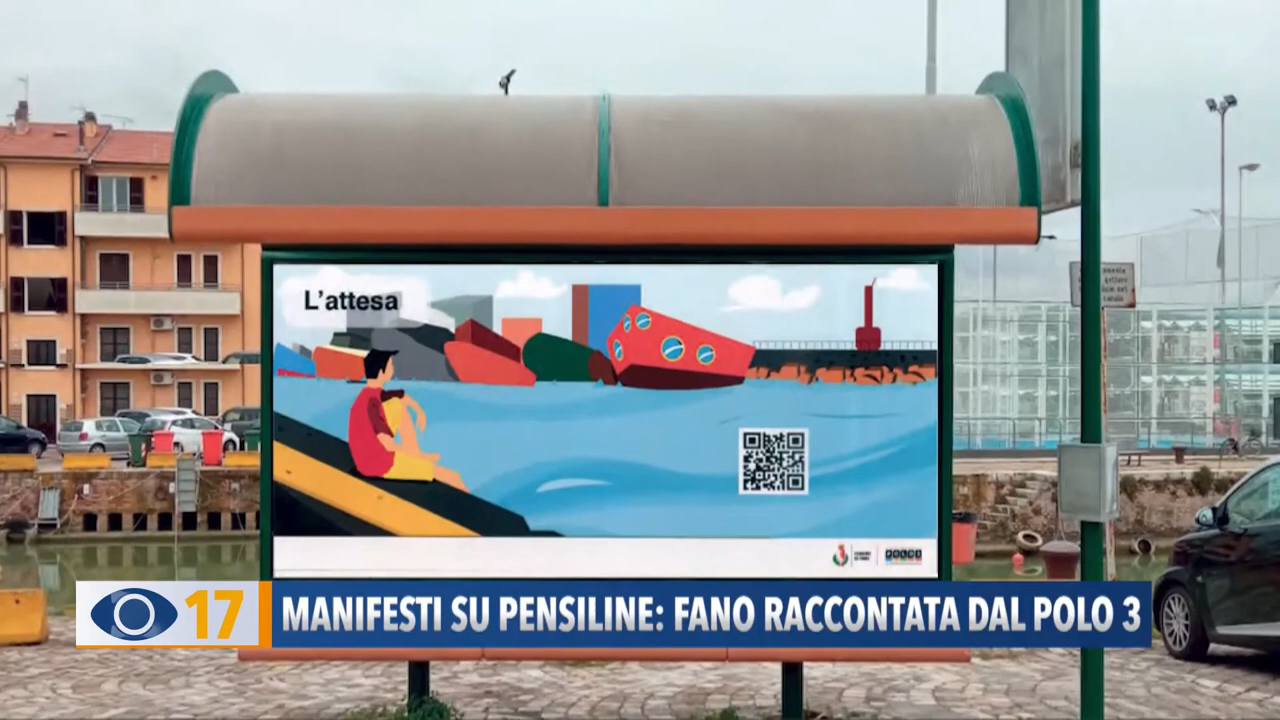 L'attesa
17
MANIFESTI SU PENSILINE: FANO RACCONTATA DAL POLO 3